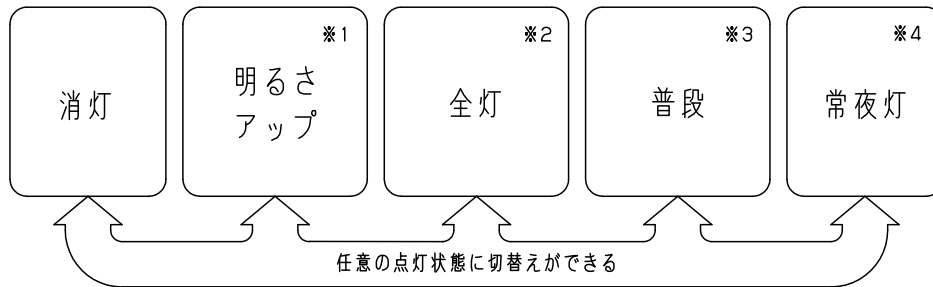 消灯
※1
明るさ
アップ
※2
全灯
※3
普段
※4
常夜灯
任意の点灯状態に切替えができる